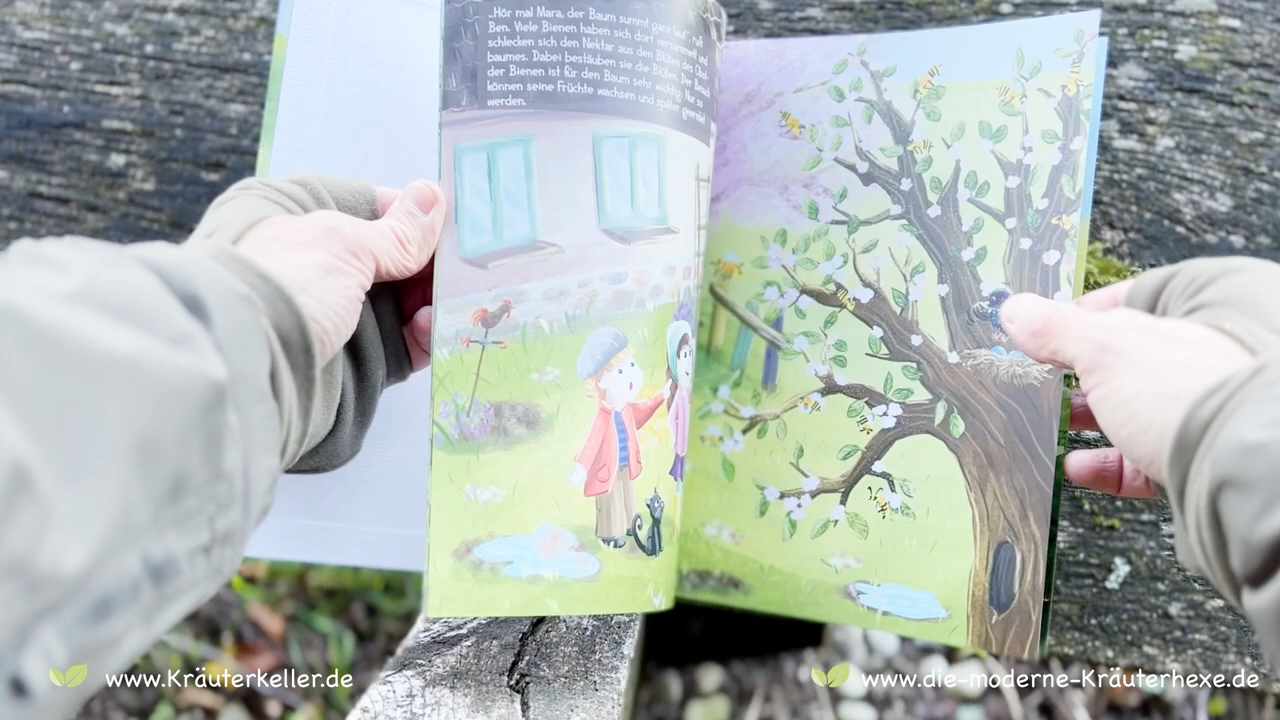 „Hör mal Mara, der Baum summt ganz laut“, ruft
Ben. Viele Bienen haben sich dort versammelt und
schlecken sich den Nektar aus den Blüten des Obst-
baumes. Dabei bestäuben sie die Blüten. Der Besuch
der Bienen ist für den Baum sehr wichtig: Nur so
können seine Früchte wachsen und später geerntet
werden.
www.Kräuterkeller.de
www.die-moderne-Kräuterhexe.de